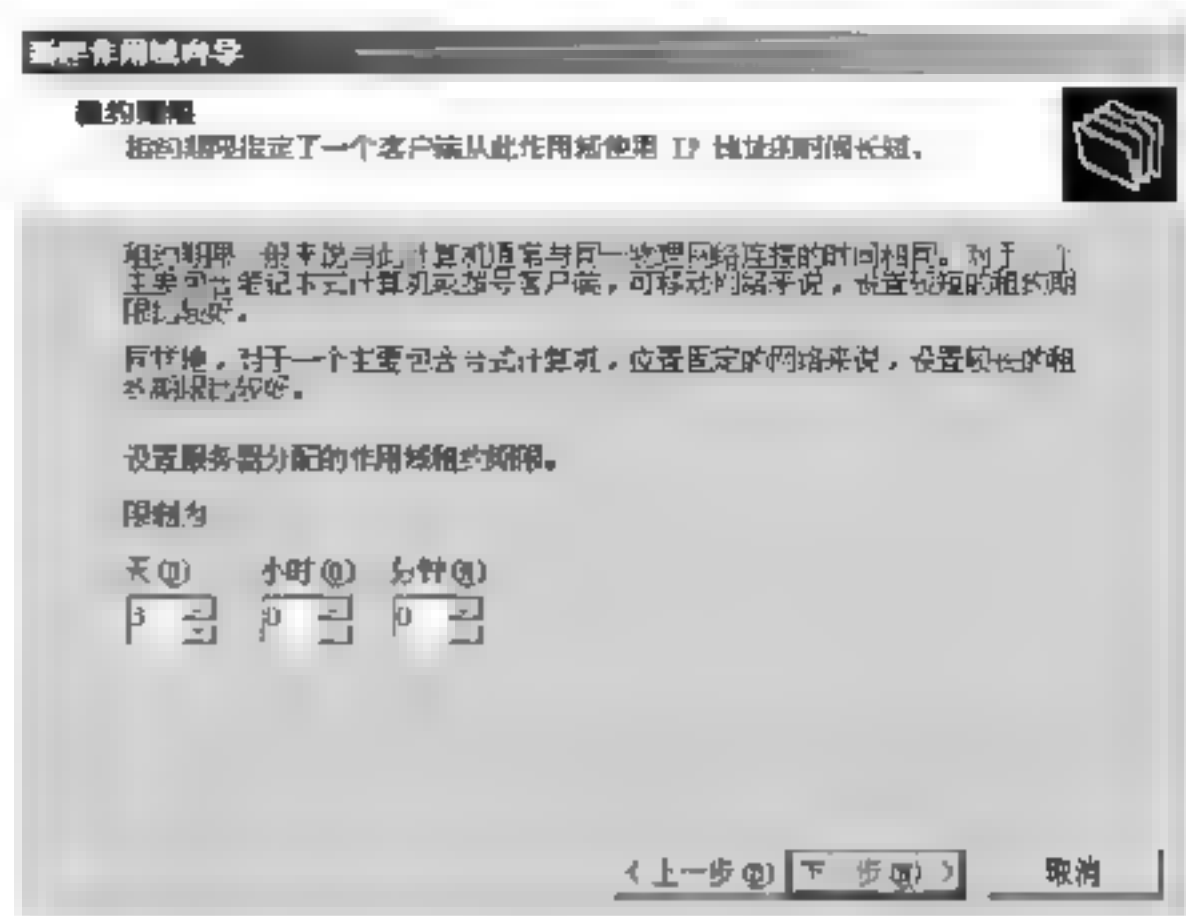 新建作用域向导
租约期限
租约期限指定了一个客户端从此作用域使用 IP 地址的时间长短。
租约期限一般来说与此计算机通常与同一物理网络连接的时间相同。对于一个
主要包含笔记本式计算机或拨号客户端，可移动网络来说，设置较短的租约期
限比较好。
同样地，对于一个主要包含台式计算机，位置固定的网络来说，设置较长的租
约期限比较好。
设置服务器分配的作用域租约期限。
限制为
天(D) 小时(O) 分钟(M)
0 0
<上一步(B) 下一步(N)> 取消